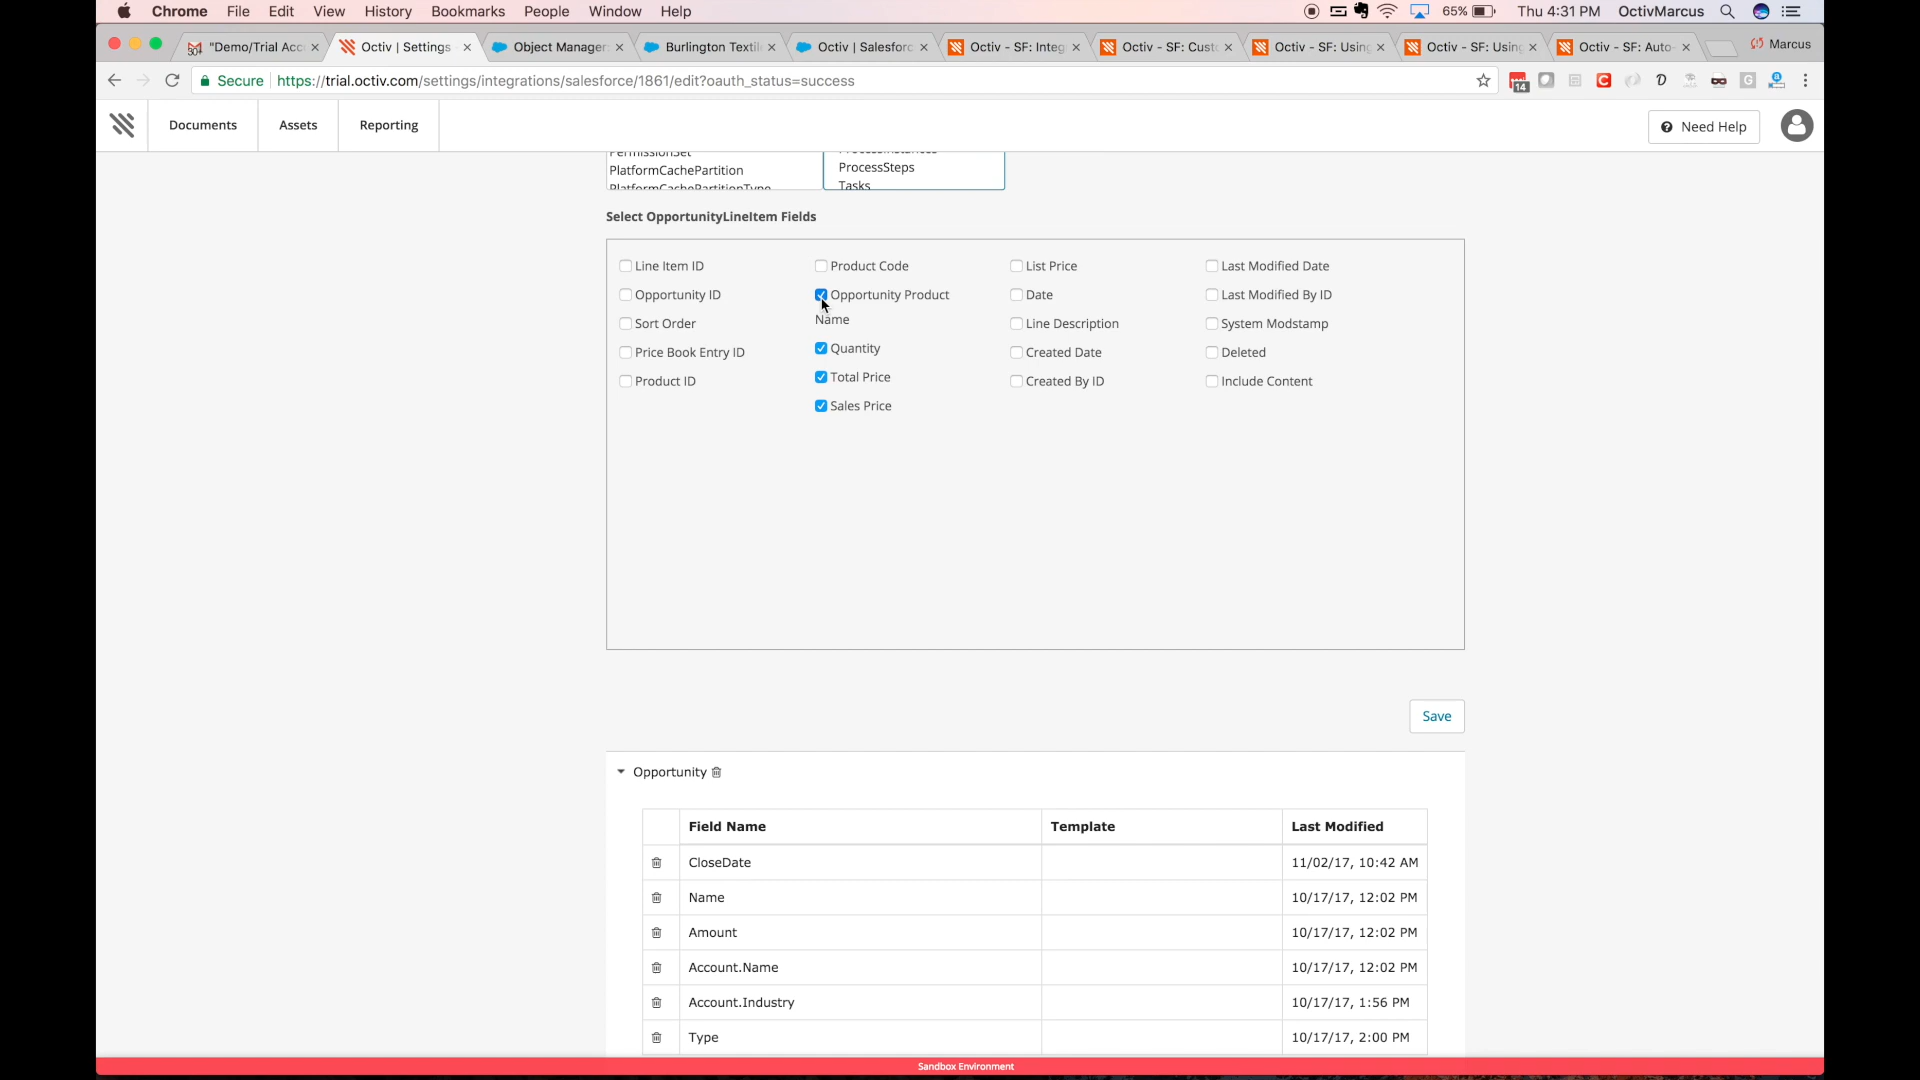 Chrome File Edit View History Bookmarks People Window Help 65% Thu 4:31 PM OctivMarcus
"Demo/Trial Acc Octiv | Settings Object Manager Burlington Textil Octiv | Salesforc Octiv - SF: Integ Octiv - SF: Cust Octiv - SF: Using Octiv - SF: Using Octiv - SF: Auto- Marcus
Secure https://trial.octiv.com/settings/integrations/salesforce/1861/edit?oauth_status=success 14
Documents Assets Reporting Need Help
PermissionSet ProcessInstances
PlatformCachePartition ProcessSteps
PlatformCachePartitionType Tasks
Select OpportunityLineItem Fields
Line Item ID Product Code List Price Last Modified Date
Opportunity ID Opportunity Product Date Last Modified By ID
Name
Sort Order Line Description System Modstamp
Price Book Entry ID Quantity Created Date Deleted
Product ID Total Price Created By ID Include Content
Sales Price
Save
Opportunity
Field Name Template Last Modified
CloseDate 11/02/17, 10:42 AM
Name 10/17/17, 12:02 PM
Amount 10/17/17, 12:02 PM
Account.Name 10/17/17, 12:02 PM
Account.Industry 10/17/17, 1:56 PM
Type 10/17/17, 2:00 PM
Sandbox Environment